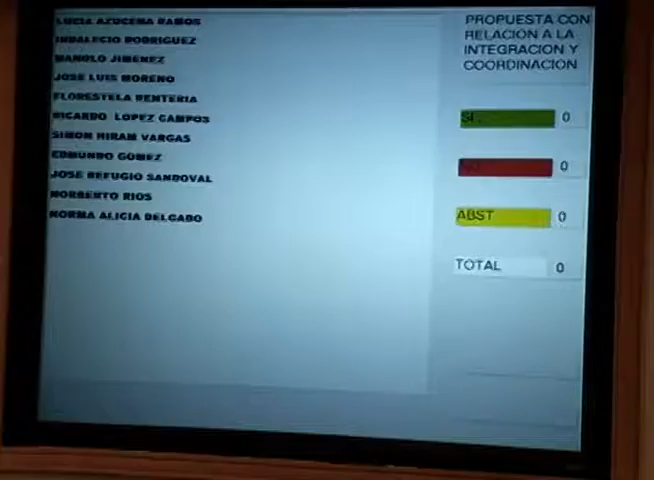 LUCIA AZUCENA RAMOS
INDALECIO RODRIGUEZ
MANOLO JIMENEZ
JOSE LUIS MORENO
FLORESTELA RENTERIA
RICARDO LOPEZ CAMPOS
SIMON HIRAM VARGAS
EDMUNDO GOMEZ
JOSE REFUGIO SANDOVAL
NORBERTO RIOS
NORMA ALICIA DELGADO
PROPUESTA CON
RELACION A LA
INTEGRACION Y
COORDINACION
SI 0
NO 0
ABST 0
TOTAL 0